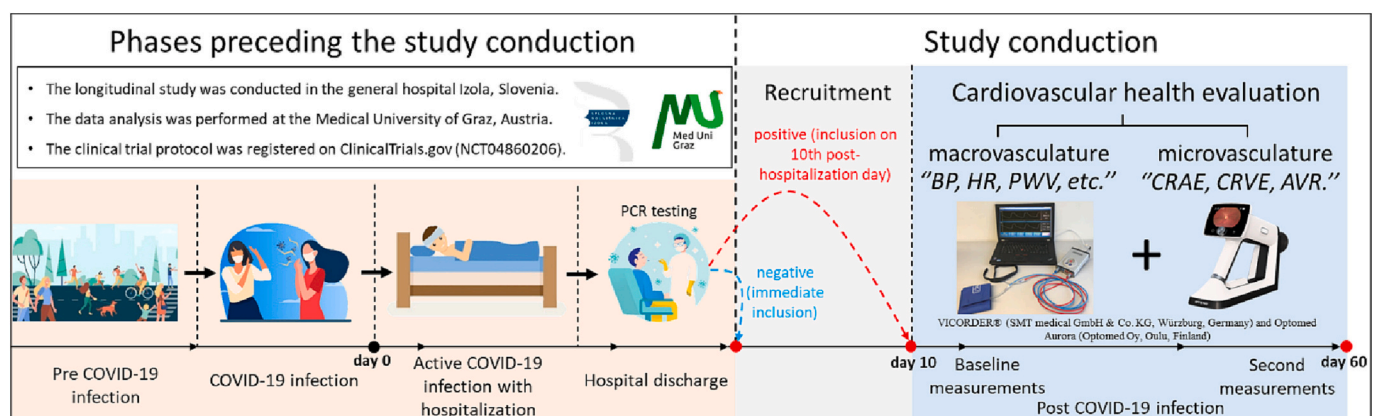 Phases preceding the study conduction
• The longitudinal study was conducted in the general hospital Izola, Slovenia.
• The data analysis was performed at the Medical University of Graz, Austria.
• The clinical trial protocol was registered on ClinicalTrials.gov (NCT04860206).
Med Uni
Graz
PCR testing
day 0
Pre COVID-19
infection
COVID-19 infection
Active COVID-19
infection with
hospitalization
Hospital discharge
Study conduction
Recruitment
positive (inclusion on
10th post-
hospitalization day)
negative
(immediate
inclusion)
Cardiovascular health evaluation
macrovasculature
"BP, HR, PWV, etc."
microvasculature
"CRAE, CRVE, AVR."
+
VICORDER® (SMT medical GmbH & Co. KG, Würzburg, Germany) and Optomed
Aurora (Optomed Oy, Oulu, Finland)
day 10
Baseline
measurements
Second
measurements
day 60
Post COVID-19 infection